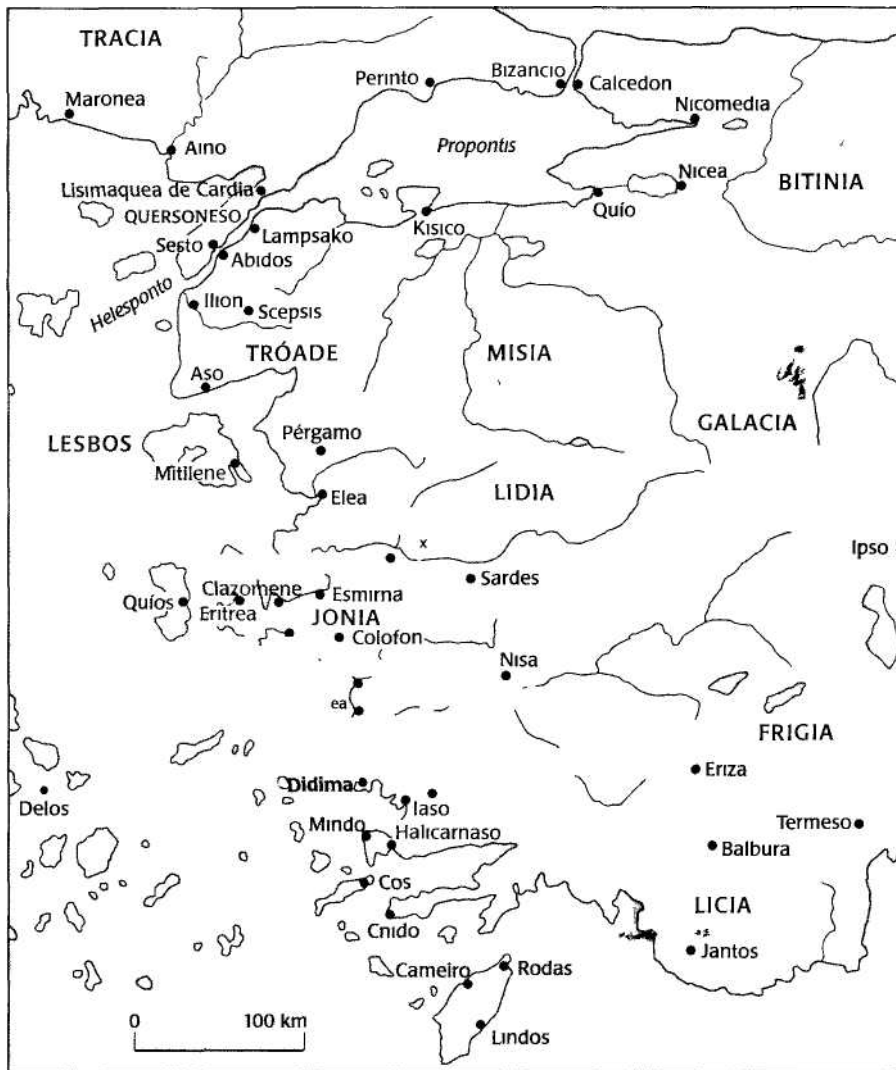 TRACIA
Perinto
Bizancio
Calcedon
Maronea
Nicomedia
Aino
Propontis
Lisimaquea de Cardia
Nicea
BITINIA
QUERSONESO
Quío
Lampsako
Kisico
Sesto
Abidos
Helesponto
Ilion
Scepsis
TRÓADE
MISIA
Aso
GALACIA
LESBOS
Pérgamo
Mitilene
Elea
LIDIA
x
Ipso
Sardes
Clazomene
Esmirna
Quíos
Eritrea
JONIA
Colofon
Nisa
ea
FRIGIA
Eriza
Didima
Delos
Iaso
Mindo
Halicarnaso
Termeso
Balbura
Cos
LICIA
Cnido
Jantos
Cameiro
Rodas
0 100 km
Lindos